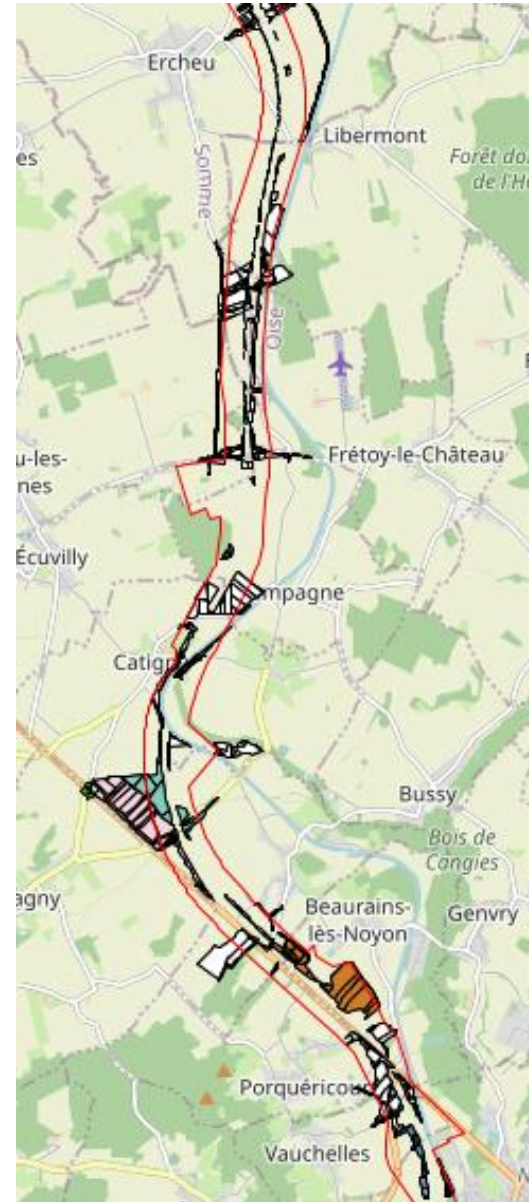 Ercheu
Libermont
Forêt do
de l'H
es
Somme
Oise
Frétoy-le-Château
u-les-
nes
Écuvilly
mpagne
Catign
Bussy
Bois de
Cangies
agny
Beaurains-
lès-Noyon
Genvry
Porquéricou
Vauchelles